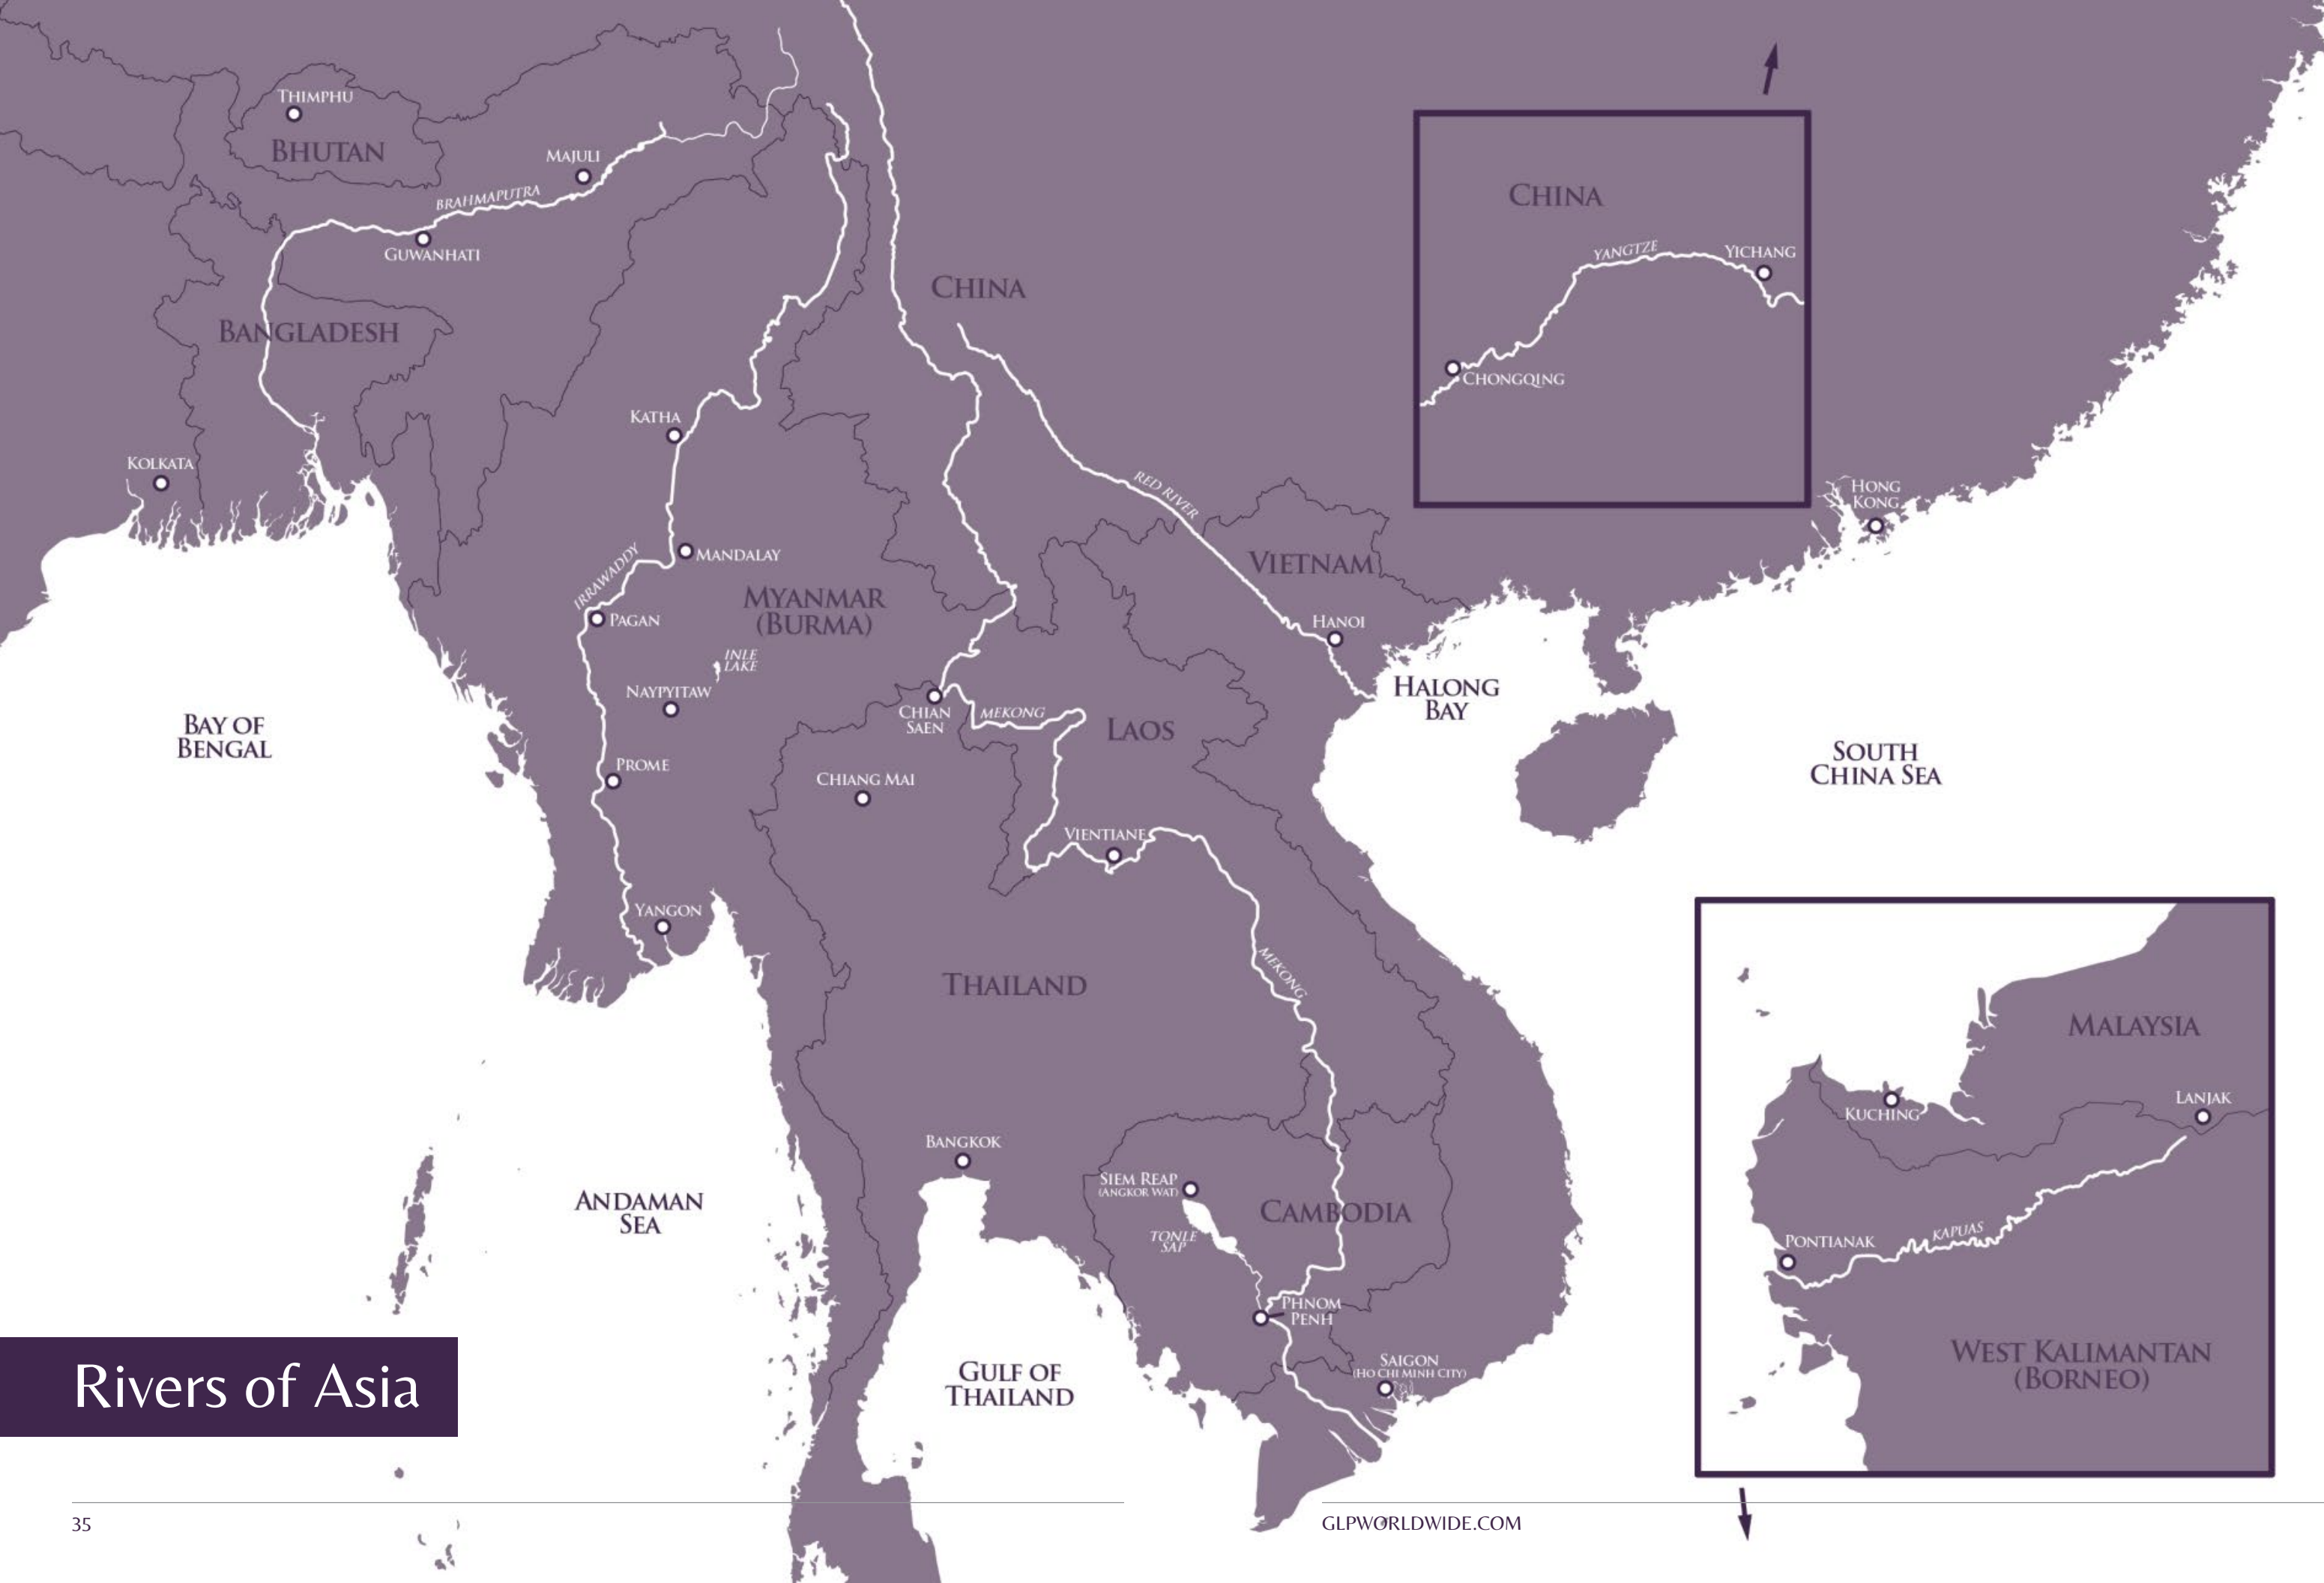 THIMPHU
BHUTAN
MAJULI
BRAHMAPUTRA
GUWANHATI
BANGLADESH
KOLKATA
CHINA
KATHA
RED RIVER
IRRAWADDY
MANDALAY
MYANMAR
(BURMA)
PAGAN
INLE
LAKE
NAYPYITAW
PROME
YANGON
VIETNAM
HANOI
HALONG
BAY
CHIAN
SAEN
MEKONG
LAOS
CHIANG MAI
VIENTIANE
BAY OF
BENGAL
SOUTH
CHINA SEA
THAILAND
MEKONG
BANGKOK
SIEM REAP
(ANGKOR WAT)
TONLE
SAP
CAMBODIA
PHNOM
PENH
SAIGON
(HO CHI MINH CITY)
ANDAMAN
SEA
GULF OF
THAILAND
CHINA
YANGTZE
YICHANG
CHONGQING
HONG
KONG
MALAYSIA
LANJAK
KUCHING
PONTIANAK
KAPUAS
WEST KALIMANTAN
(BORNEO)
Rivers of Asia
35
GLPWORLDWIDE.COM